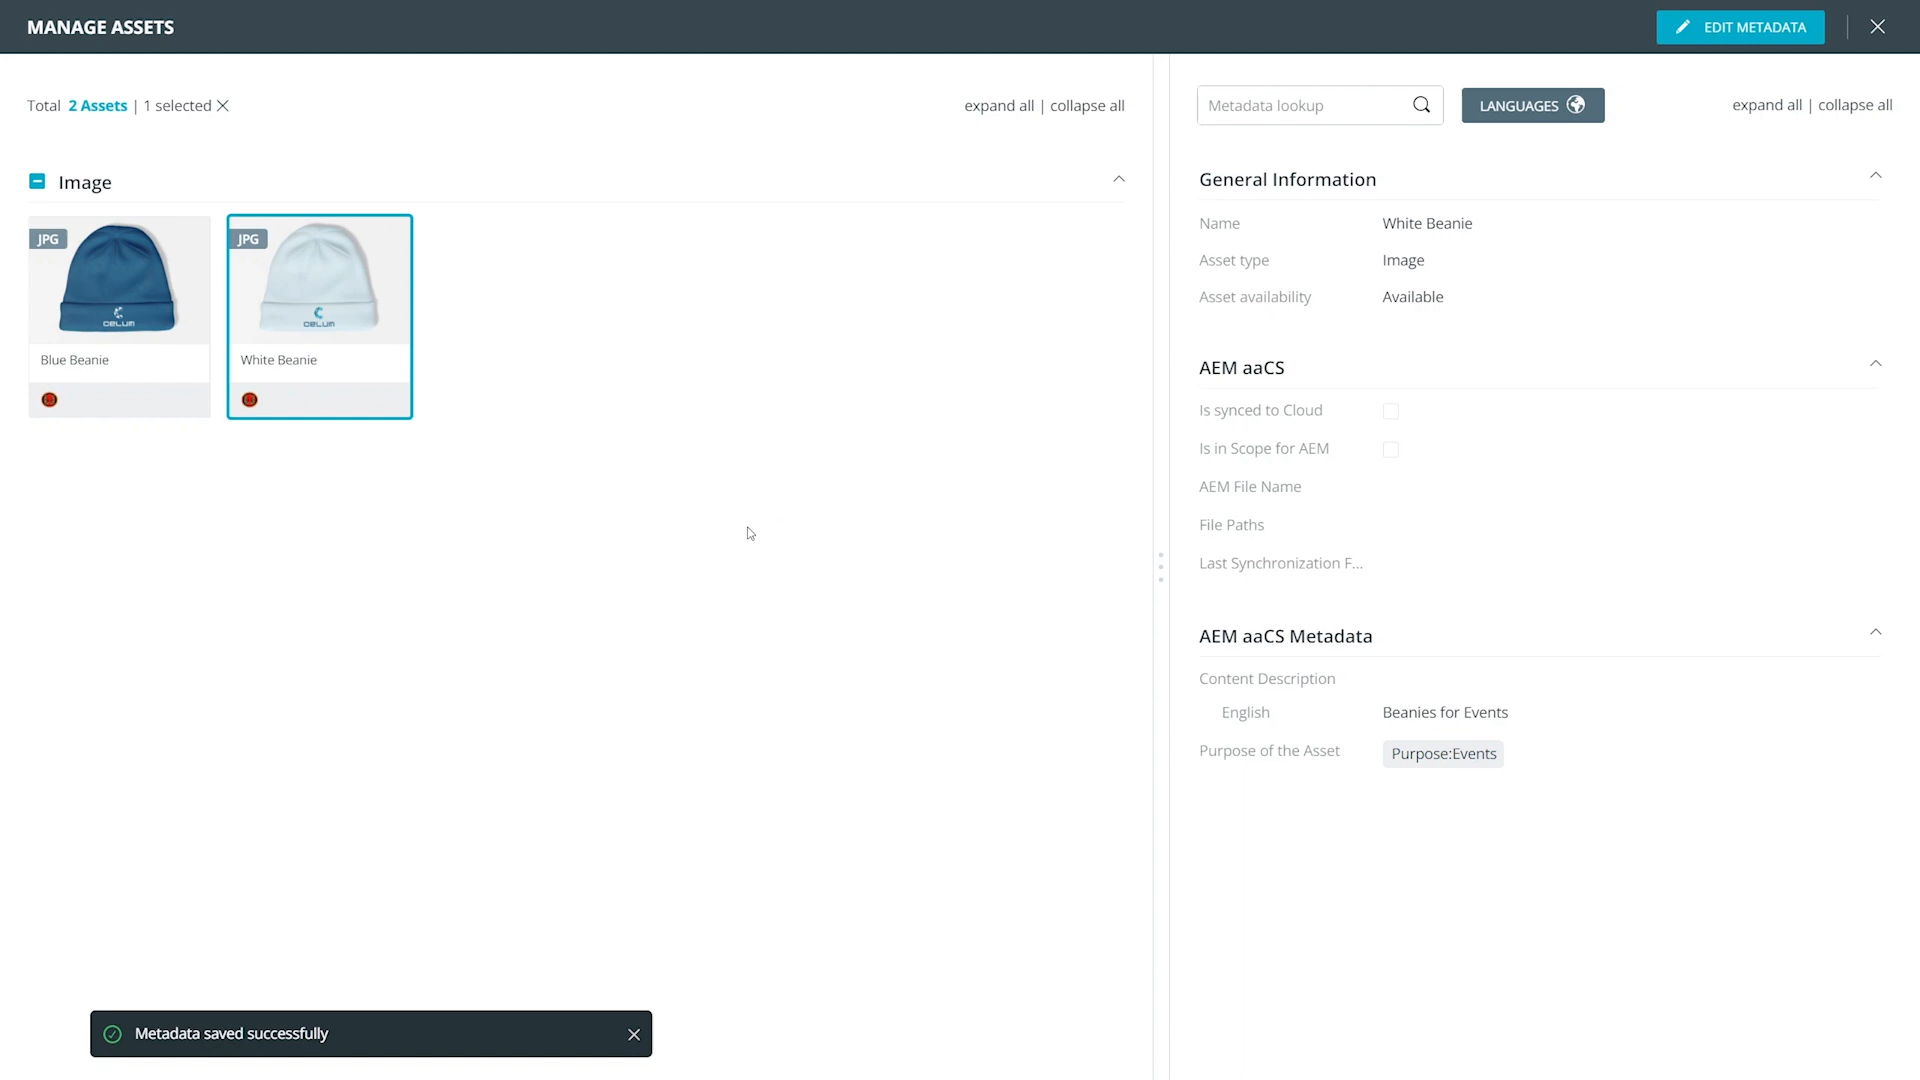 MANAGE ASSETS
EDIT METADATA
Total 2 Assets | 1 selected
expand all | collapse all
Image
JPG
CELUM
Blue Beanie
JPG
CELUM
White Beanie
Metadata lookup
LANGUAGES
expand all | collapse all
General Information
Name White Beanie
Asset type Image
Asset availability Available
AEM aaCS
Is synced to Cloud
Is in Scope for AEM
AEM File Name
File Paths
Last Synchronization F...
AEM aaCS Metadata
Content Description
English Beanies for Events
Purpose of the Asset Purpose:Events
Metadata saved successfully